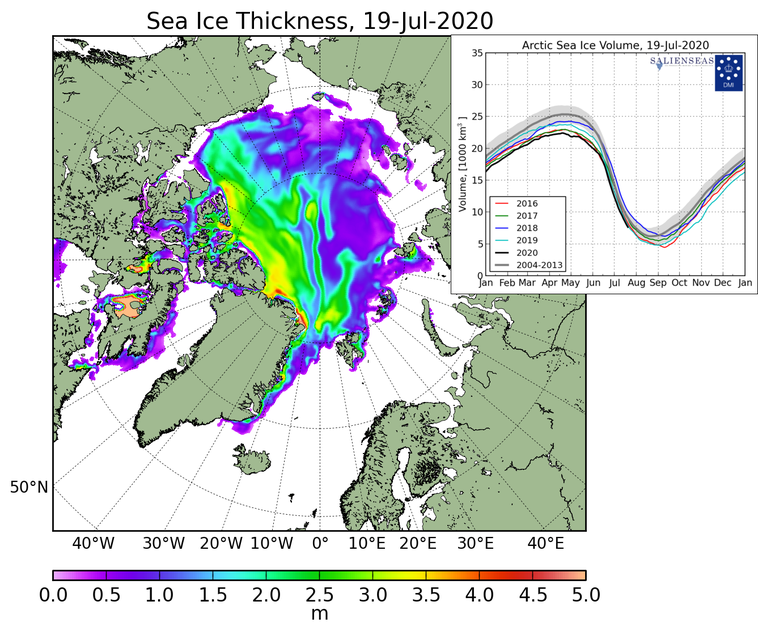 Sea Ice Thickness, 19-Jul-2020
Arctic Sea Ice Volume, 19-Jul-2020
SALIENSEAS
DMI
Volume, [1000 km³]
35
30
25
20
15
10
5
0
2016
2017
2018
2019
2020
2004-2013
Jan Feb Mar Apr May Jun Jul Aug Sep Oct Nov Dec Jan
50°N
40°W 30°W 20°W 10°W 0° 10°E 20°E 30°E 40°E
0.0 0.5 1.0 1.5 2.0 2.5 3.0 3.5 4.0 4.5 5.0
m